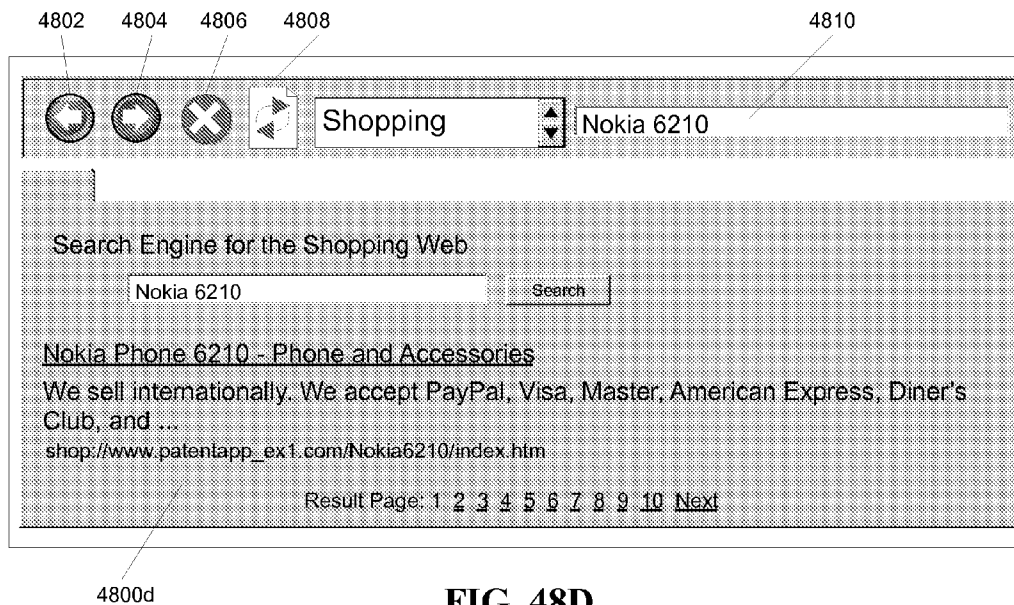 4802 4804 4806 4808 4810
Shopping Nokia 6210
Search Engine for the Shopping Web
Nokia 6210 Search
Nokia Phone 6210 - Phone and Accessories
We sell internationally. We accept PayPal, Visa, Master, American Express, Diner's
Club, and ...
shop://www.patentapp_ex1.com/Nokia6210/index.htm
Result Page: 1 2 3 4 5 6 7 8 9 10 Next
4800d
FIG. 48D